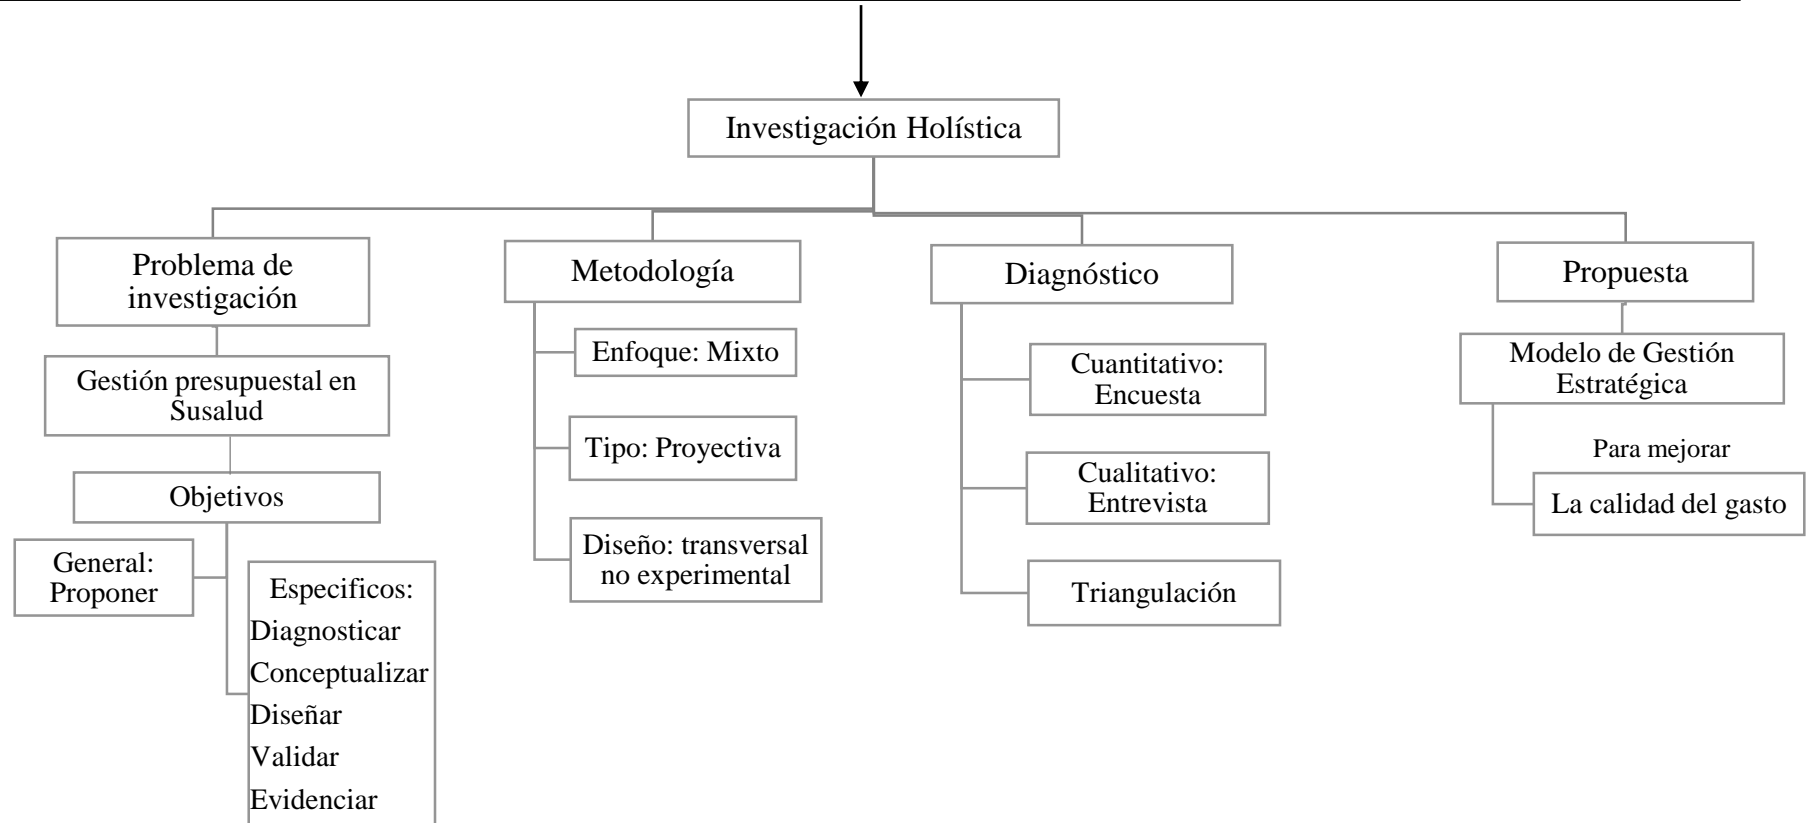 Investigación Holística
Problema de
investigación
Gestión presupuestal en
Susalud
Objetivos
General:
Proponer
Especificos:
Diagnosticar
Conceptualizar
Diseñar
Validar
Evidenciar
Metodología
Enfoque: Mixto
Tipo: Proyectiva
Diseño: transversal
no experimental
Diagnóstico
Cuantitativo:
Encuesta
Cualitativo:
Entrevista
Triangulación
Propuesta
Modelo de Gestión
Estratégica
Para mejorar
La calidad del gasto